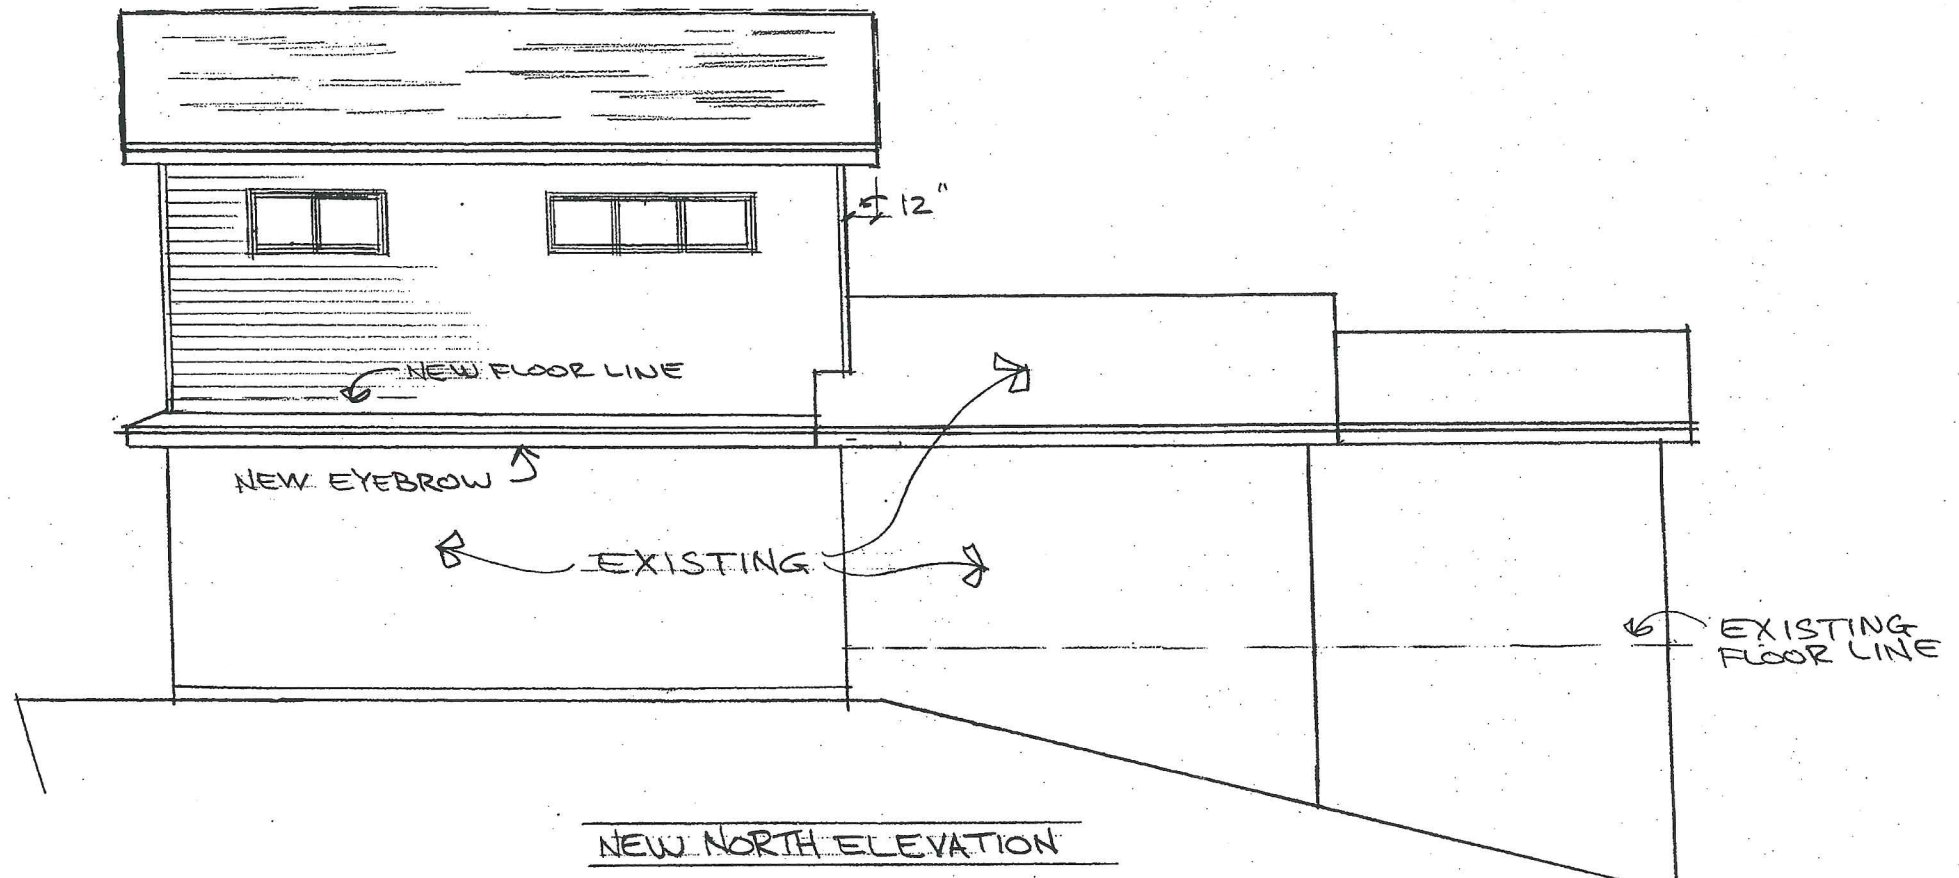 12"
NEW FLOOR LINE
NEW EYEBROW
EXISTING
EXISTING
FLOOR LINE
NEW NORTH ELEVATION